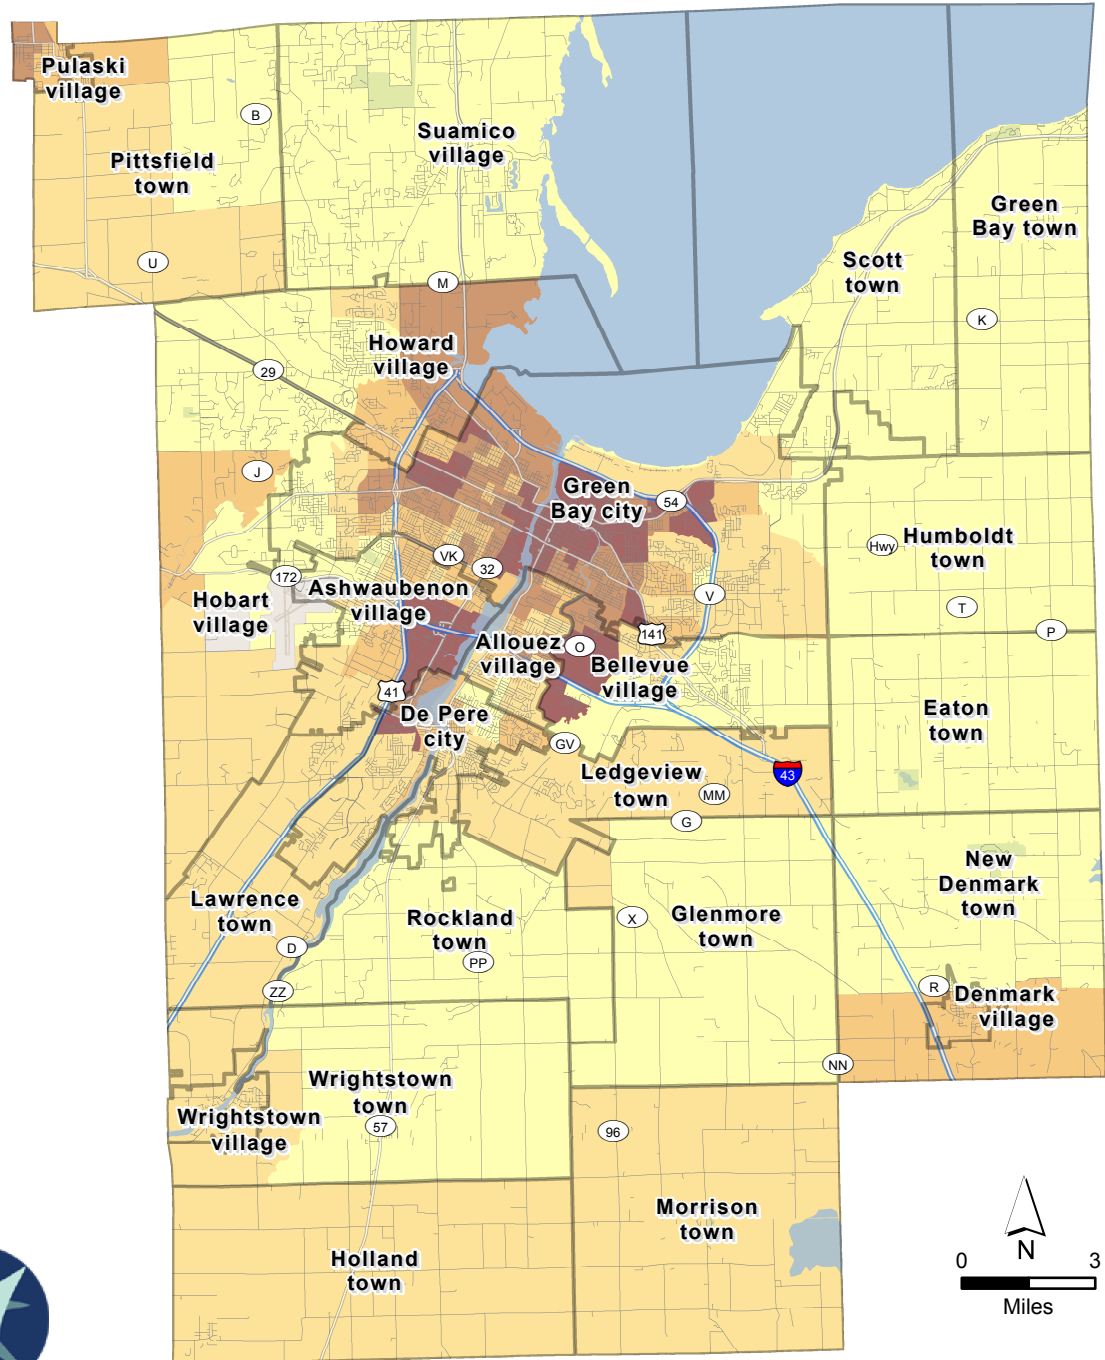 Pulaski
village
B
Suamico
village
Pittsfield
town
Green
Bay town
Scott
town
U
M
K
Howard
village
29
J
Green
Bay city
54
Hwy
Humboldt
town
VK
32
172
Ashwaubenon
village
Hobart
village
V
T
P
141
Allouez
village
O
Bellevue
village
41
De Pere
city
Eaton
town
GV
Ledgeview
town
43
MM
G
New
Denmark
town
Lawrence
town
Rockland
town
X
Glenmore
town
D
PP
ZZ
R
Denmark
village
NN
Wrightstown
town
Wrightstown
village
57
96
Morrison
town
Holland
town
N
0 3
Miles